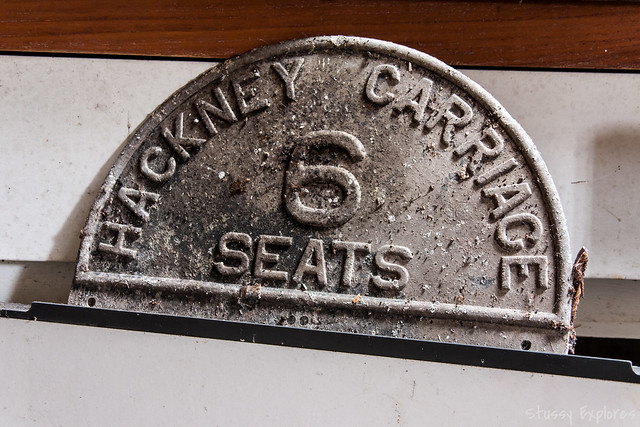 HACKNEY CARRIAGE
6
SEATS
Stussy Explores